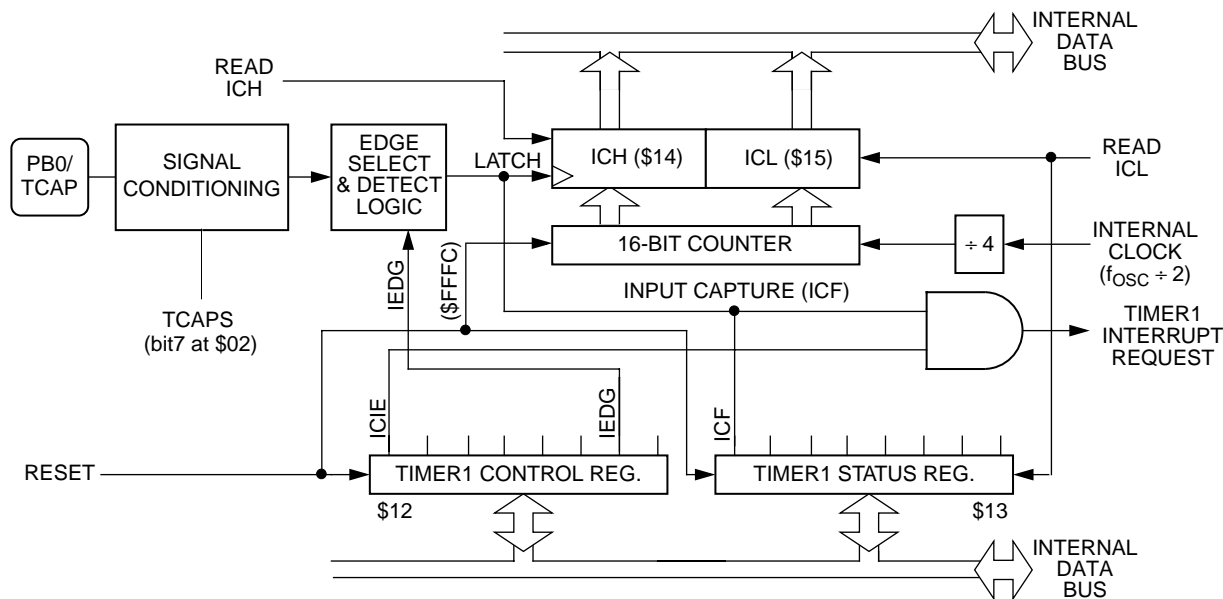 INTERNAL
DATA
BUS
READ
ICH
PB0/
TCAP
SIGNAL
CONDITIONING
EDGE
SELECT
& DETECT
LOGIC
LATCH
ICH ($14)
ICL ($15)
READ
ICL
16-BIT COUNTER
÷ 4
INTERNAL
CLOCK
(fOSC ÷ 2)
IEDG
($FFFC)
INPUT CAPTURE (ICF)
TCAPS
(bit7 at $02)
TIMER1
INTERRUPT
REQUEST
ICIE
IEDG
ICF
RESET
TIMER1 CONTROL REG.
TIMER1 STATUS REG.
$12
$13
INTERNAL
DATA
BUS